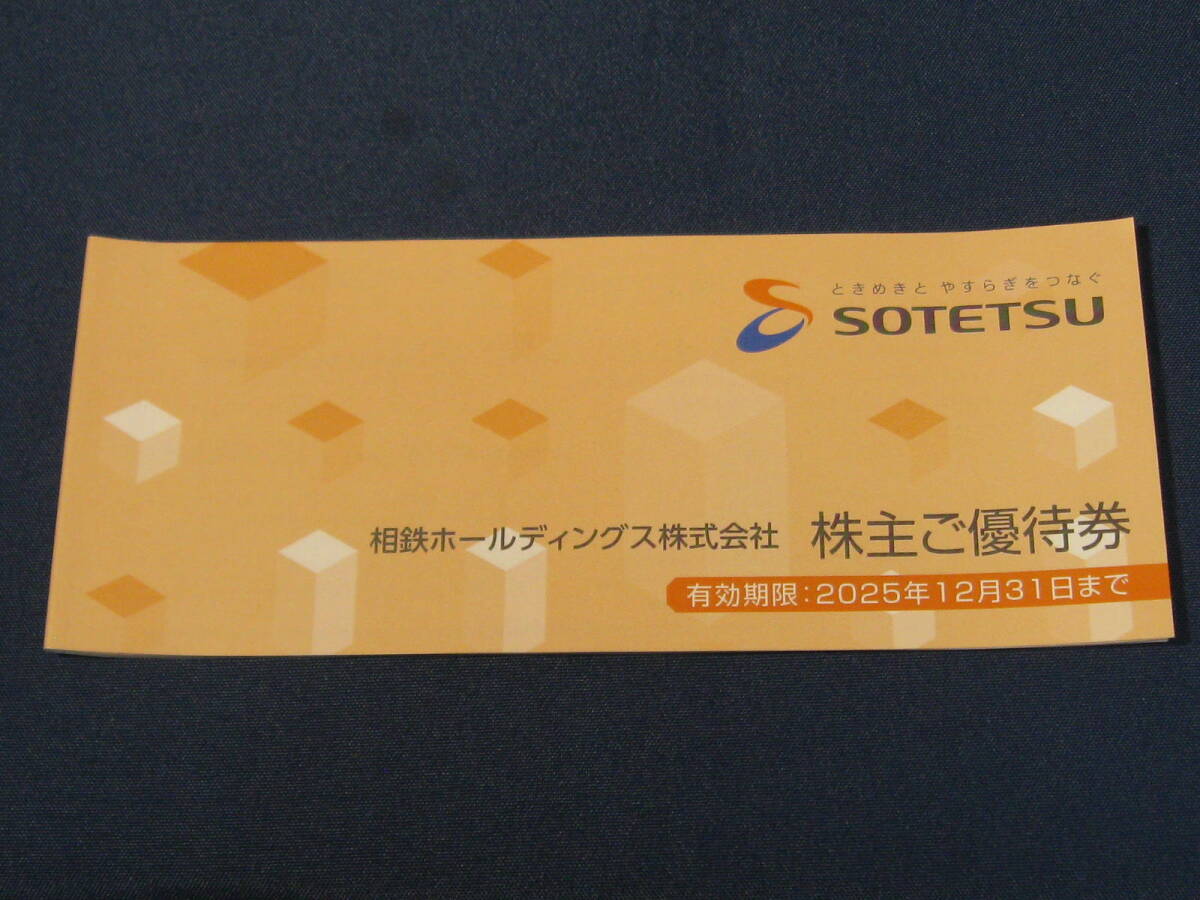 ときめきと やすらぎをつなぐ
SOTETSU
相鉄ホールディングス株式会社 株主ご優待券
有効期限:2025年12月31日まで